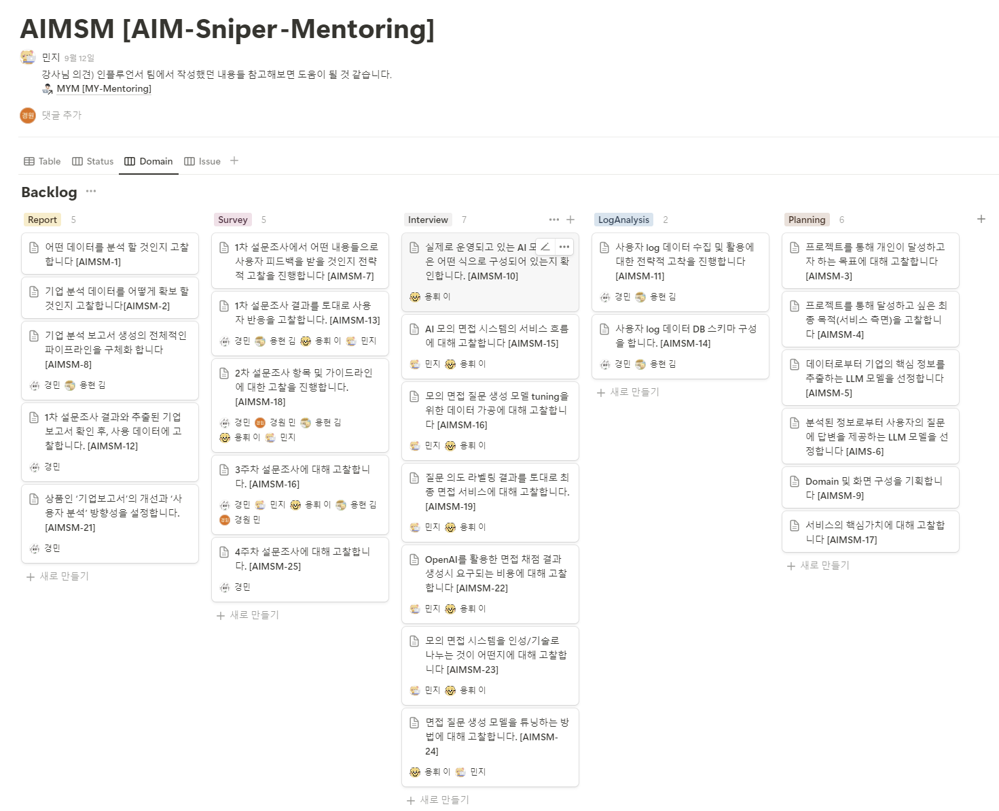 AIMSM [AIM-Sniper-Mentoring]
민지 9월 12일
강사님 의견) 인플루언서 팀에서 작성했던 내용들 참고해보면 도움이 될 것 같습니다.
MYM [MY-Mentoring]
경원 댓글 추가
Table Status Domain Issue
Backlog
Report 5
어떤 데이터를 분석 할 것인지 고찰
합니다 [AIMSM-1]
기업 분석 데이터를 어떻게 확보 할
것인지 고찰합니다[AIMSM-2]
기업 분석 보고서 생성의 전체적인
파이프라인을 구체화 합니다
[AIMSM-8]
경민 용현 김
1차 설문조사 결과와 추출된 기업
보고서 확인 후, 사용 데이터에 고
찰합니다. [AIMSM-12]
경민
상품인 ‘기업보고서’의 개선과 ‘사
용자 분석’ 방향성을 설정합니다.
[AIMSM-21]
경민
새로 만들기
Survey 5
1차 설문조사에서 어떤 내용들으로
사용자 피드백을 받을 것인지 전략
적 고찰을 진행합니다 [AIMSM-7]
1차 설문조사 결과를 토대로 사용
자 반응을 고찰합니다. [AIMSM-13]
경민 용현 김 용휘 이 민지
2차 설문조사 항목 및 가이드라인
에 대한 고찰을 진행합니다.
[AIMSM-18]
경민 경원 경원 민 용현 김
용휘 이 민지
3주차 설문조사에 대해 고찰합니
다. [AIMSM-16]
경민 민지 용휘 이 용현 김
경원 경원 민
4주차 설문조사에 대해 고찰합니
다. [AIMSM-25]
경민
새로 만들기
Interview 7
실제로 운영되고 있는 AI 모
은 어떤 식으로 구성되어 있는지 확
인합니다. [AIMSM-10]
용휘 이
AI 모의 면접 시스템의 서비스 흐름
에 대해 고찰합니다 [AIMSM-15]
민지 용휘 이
모의 면접 질문 생성 모델 tuning을
위한 데이터 가공에 대해 고찰합니
다 [AIMSM-16]
민지 용휘 이
질문 의도 라벨링 결과를 토대로 최
종 면접 서비스에 대해 고찰합니다.
[AIMSM-19]
민지 용휘 이
OpenAI를 활용한 면접 채점 결과
생성시 요구되는 비용에 대해 고찰
합니다 [AIMSM-22]
민지 용휘 이
모의 면접 시스템을 인성/기술로
나누는 것이 어떤지에 대해 고찰합
니다 [AIMSM-23]
민지 용휘 이
면접 질문 생성 모델을 튜닝하는 방
법에 대해 고찰합니다. [AIMSM-
24]
용휘 이 민지
새로 만들기
LogAnalysis 2
사용자 log 데이터 수집 및 활용에
대한 전략적 고착을 진행합니다
[AIMSM-11]
경민 용현 김
사용자 log 데이터 DB 스키마 구성
을 합니다. [AIMSM-14]
경민 용현 김
새로 만들기
Planning 6
프로젝트를 통해 개인이 달성하고
자 하는 목표에 대해 고찰합니다
[AIMSM-3]
프로젝트를 통해 달성하고 싶은 최
종 목적(서비스 측면)을 고찰합니
다 [AIMSM-4]
데이터로부터 기업의 핵심 정보를
추출하는 LLM 모델을 선정합니다
[AIMSM-5]
분석된 정보로부터 사용자의 질문
에 답변을 제공하는 LLM 모델을 선
정합니다 [AIMS-6]
Domain 및 화면 구성을 기획합니
다 [AIMSM-9]
서비스의 핵심가치에 대해 고찰합
니다 [AIMSM-17]
새로 만들기